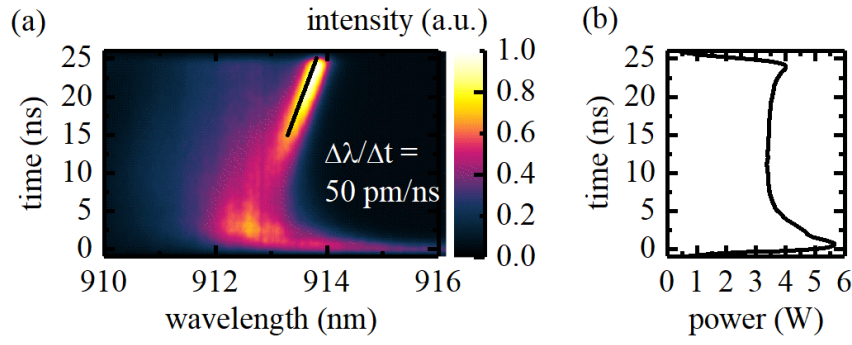 (a)
intensity (a.u.)
25
20
15
10
5
0
time (ns)
Δλ/Δt =
50 pm/ns
1.0
0.8
0.6
0.4
0.2
0.0
910
912
914
916
wavelength (nm)
(b)
25
20
15
10
5
0
time (ns)
0 1 2 3 4 5 6
power (W)